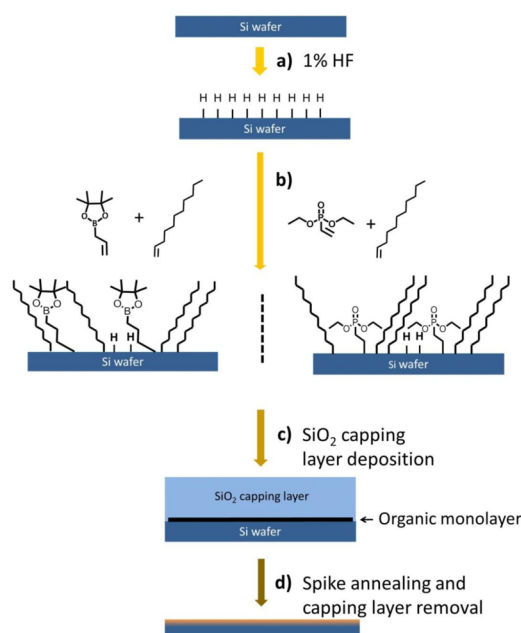 Si wafer
a) 1% HF
H H H H H H H H H
Si wafer
b)
O O
B
+
O
O P O
+
O O
B
O O
B
H H
Si wafer
O
O P O
O
O P O
H H
Si wafer
c) SiO₂ capping
layer deposition
SiO₂ capping layer
← Organic monolayer
Si wafer
d) Spike annealing and
capping layer removal